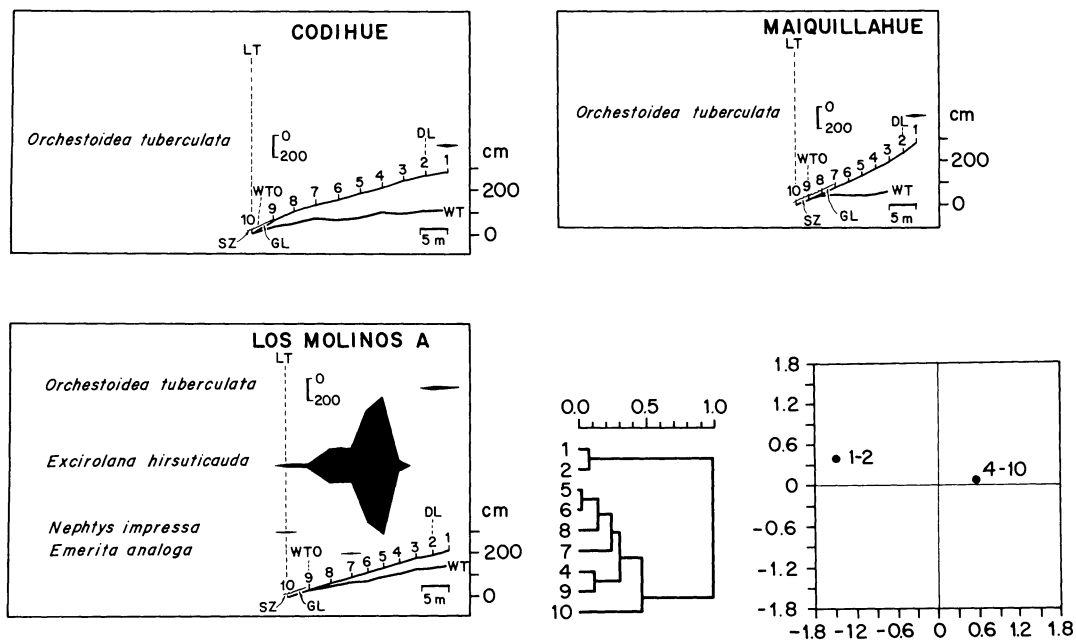 CODIHUE
LT
Orchestoidea tuberculata
0
200
DL
cm
200
0
WTO
10 9 8 7 6 5 4 3 2 1
WT
SZ GL
5 m
MAIQUILLAHUE
LT
Orchestoidea tuberculata
0
200
DL
cm
200
0
WTO
10 9 8 7 6 5 4 3 2 1
WT
SZ GL
5 m
LOS MOLINOS A
LT
Orchestoidea tuberculata
0
200
Excirolana hirsuticauda
Nephtys impressa
Emerita analoga
DL
cm
200
0
WTO
10 9 8 7 6 5 4 3 2 1
WT
SZ GL
5 m
0.0 0.5 1.0
1
2
5
6
8
7
4
9
10
1.8
1.2
0.6
0
-0.6
-1.2
-1.8
1-2
4-10
-1.8 -12 -0.6 0 0.6 1.2 1.8